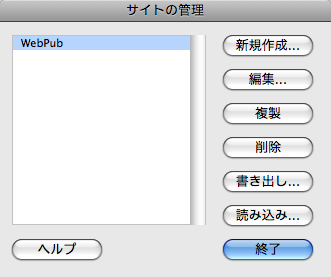 サイトの管理
WebPub
新規作成...
編集...
複製
削除
書き出し...
読み込み...
ヘルプ
終了